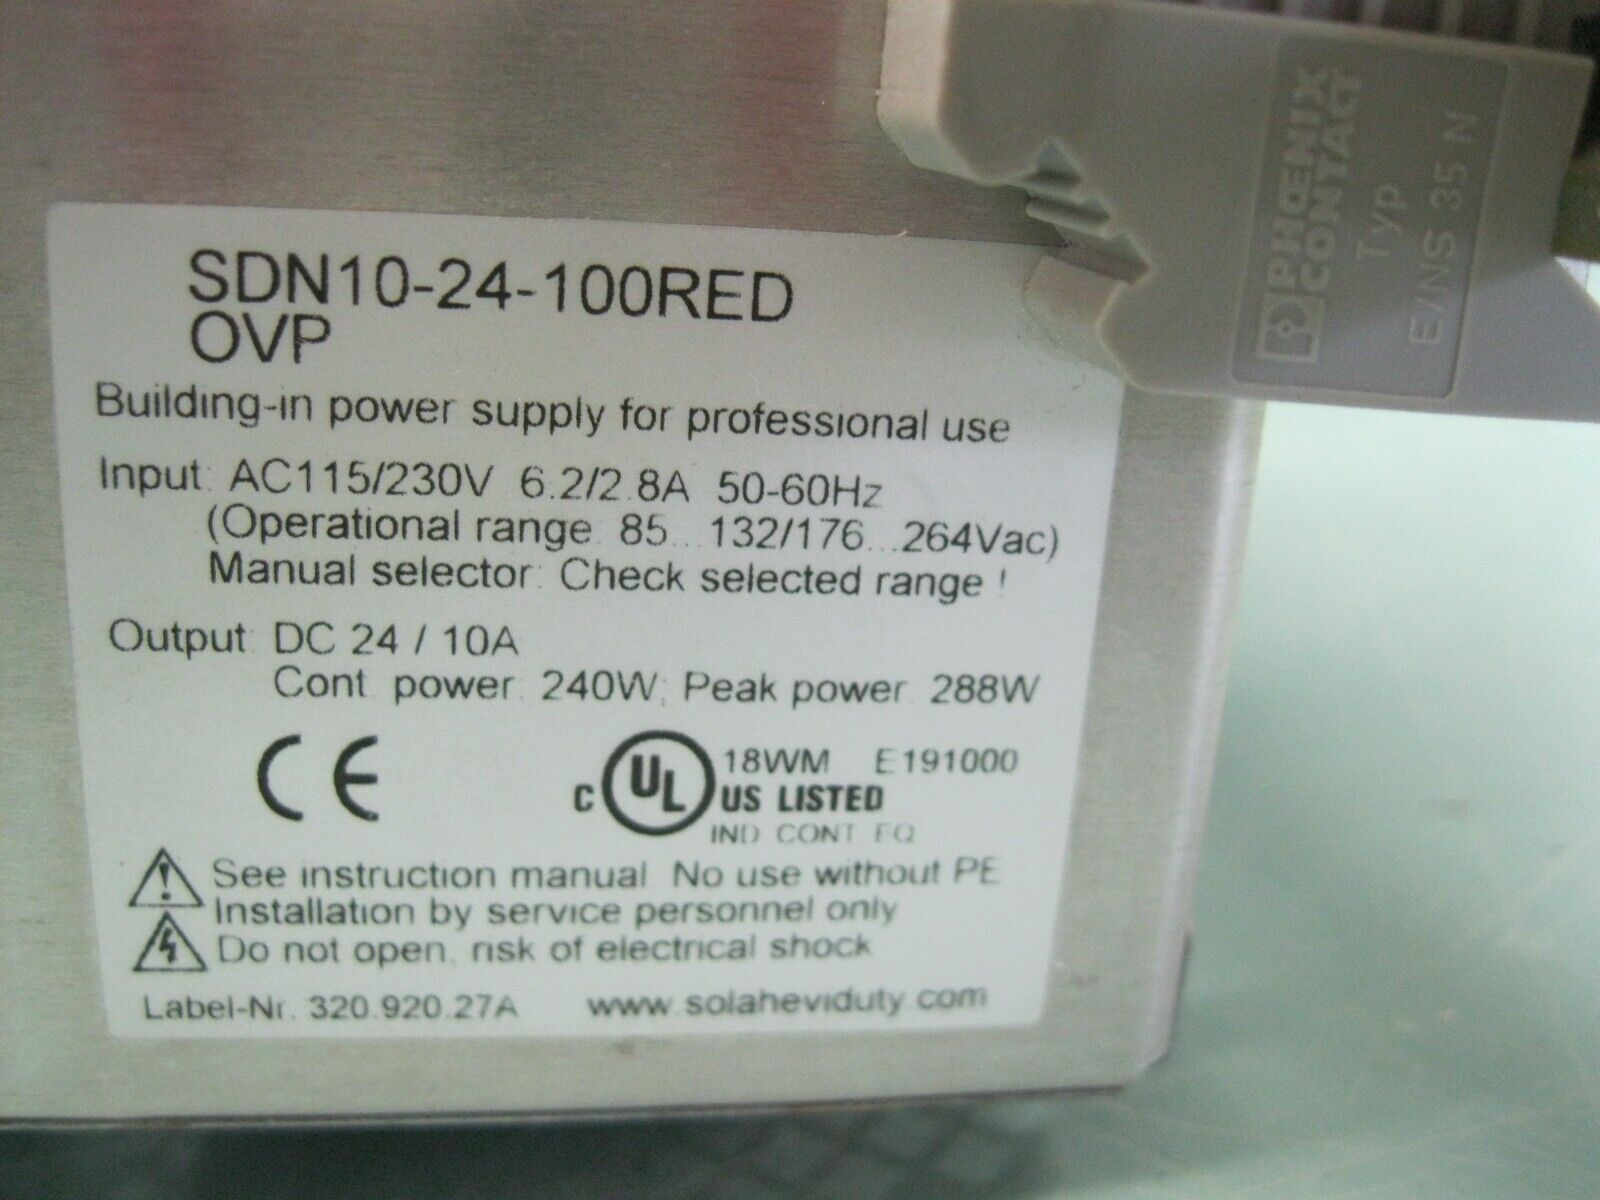 SDN10-24-100RED
OVP
Building-in power supply for professional use
Input: AC115/230V 6.2/2.8A 50-60Hz
(Operational range: 85...132/176...264Vac)
Manual selector: Check selected range !
Output: DC 24 / 10A
Cont. power: 240W; Peak power: 288W
CE
C UL US LISTED
18WM E191000
IND CONT EQ
See instruction manual. No use without PE
Installation by service personnel only
Do not open, risk of electrical shock
Label-Nr. 320.920.27A www.solaheviduty.com
PHŒNIX
CONTACT
Typ
E/NS 35 N